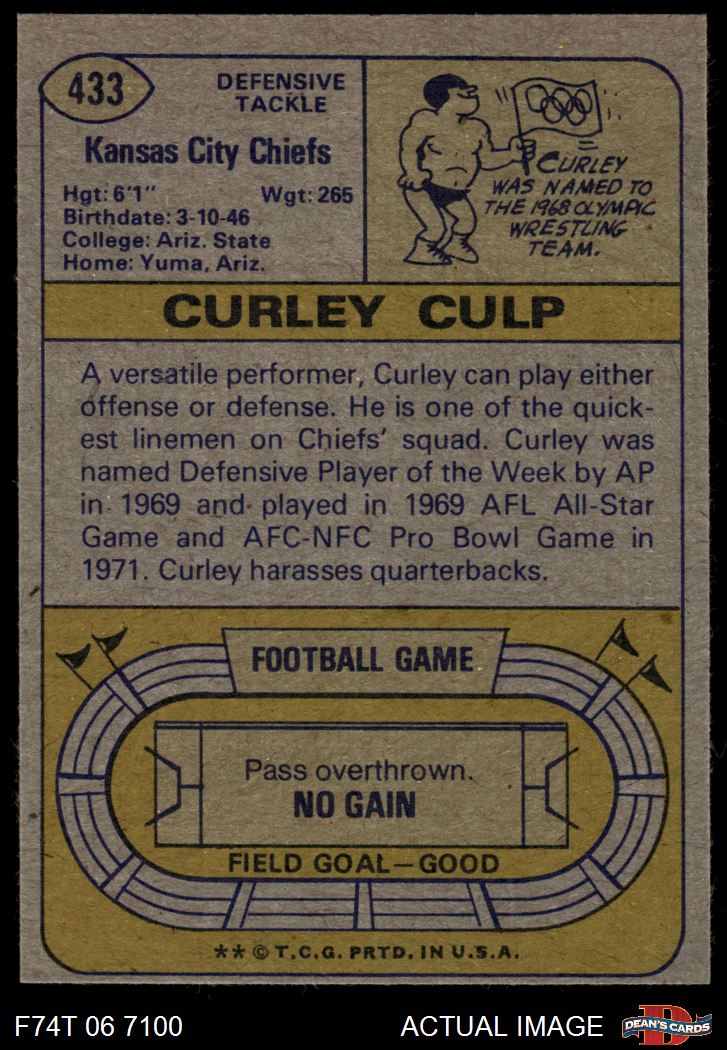 433
DEFENSIVE
TACKLE
Kansas City Chiefs
Hgt: 6'1" Wgt: 265
Birthdate: 3-10-46
College: Ariz. State
Home: Yuma, Ariz.
CURLEY
WAS NAMED TO
THE 1968 OLYMPIC
WRESTLING
TEAM.
CURLEY CULP
A versatile performer, Curley can play either
offense or defense. He is one of the quick-
est linemen on Chiefs' squad. Curley was
named Defensive Player of the Week by AP
in 1969 and played in 1969 AFL All-Star
Game and AFC-NFC Pro Bowl Game in
1971. Curley harasses quarterbacks.
FOOTBALL GAME
Pass overthrown.
NO GAIN
FIELD GOAL—GOOD
** © T.C.G. PRTD. IN U.S.A.
F74T 06 7100 ACTUAL IMAGE
D
DEAN'S CARDS